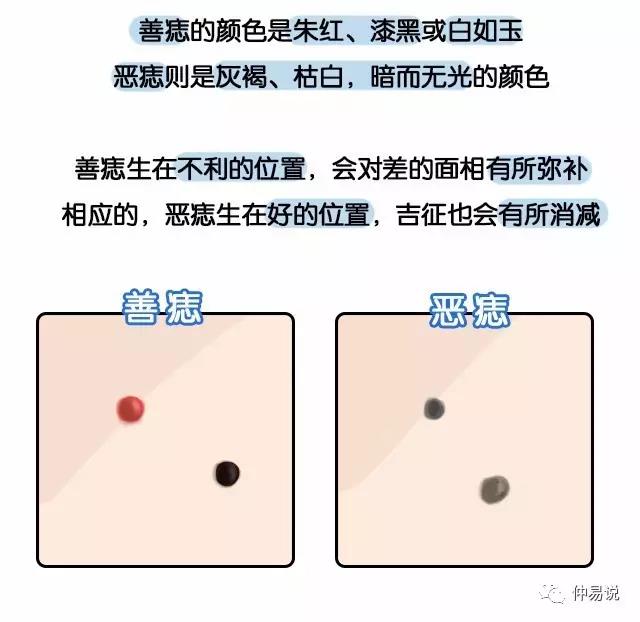 善痣的颜色是朱红、漆黑或白如玉
恶痣则是灰褐、枯白，暗而无光的颜色
善痣生在不利的位置，会对差的面相有所弥补
相应的，恶痣生在好的位置，吉征也会有所消减
善痣
恶痣
仲易说